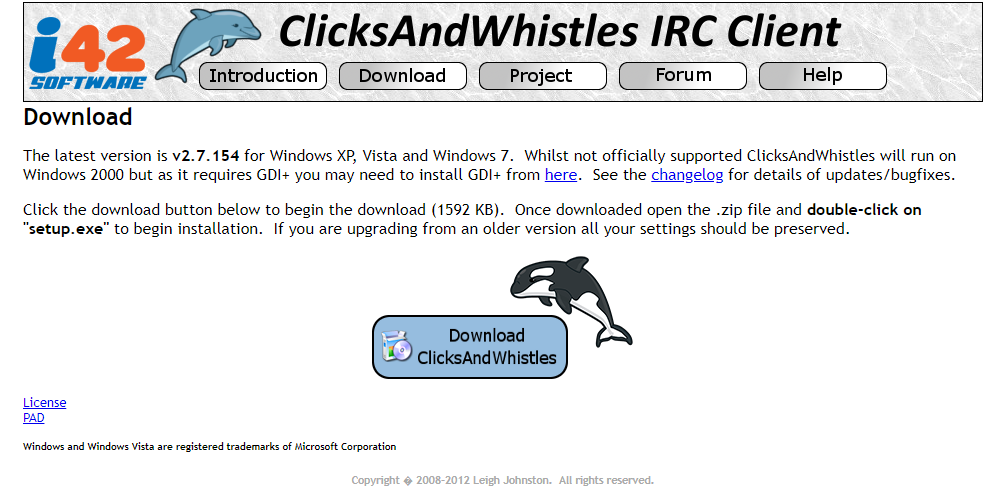 i42
SOFTWARE
ClicksAndWhistles IRC Client
Introduction
Download
Project
Forum
Help
Download
The latest version is v2.7.154 for Windows XP, Vista and Windows 7. Whilst not officially supported ClicksAndWhistles will run on
Windows 2000 but as it requires GDI+ you may need to install GDI+ from here. See the changelog for details of updates/bugfixes.
Click the download button below to begin the download (1592 KB). Once downloaded open the .zip file and double-click on
"setup.exe" to begin installation. If you are upgrading from an older version all your settings should be preserved.
Download
ClicksAndWhistles
License
PAD
Windows and Windows Vista are registered trademarks of Microsoft Corporation
Copyright � 2008-2012 Leigh Johnston. All rights reserved.